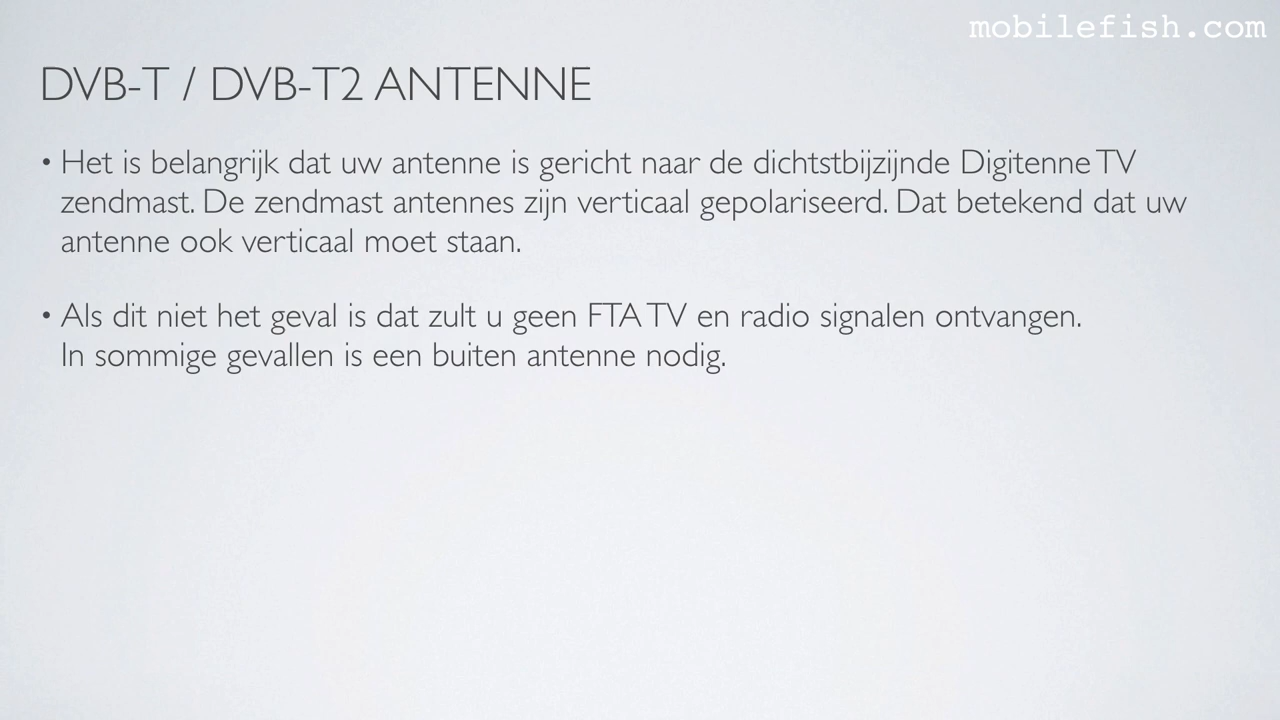 mobilefish.com
DVB-T / DVB-T2 ANTENNE
• Het is belangrijk dat uw antenne is gericht naar de dichtstbijzijnde Digitenne TV
zendmast. De zendmast antennes zijn verticaal gepolariseerd. Dat betekend dat uw
antenne ook verticaal moet staan.
• Als dit niet het geval is dat zult u geen FTA TV en radio signalen ontvangen.
In sommige gevallen is een buiten antenne nodig.